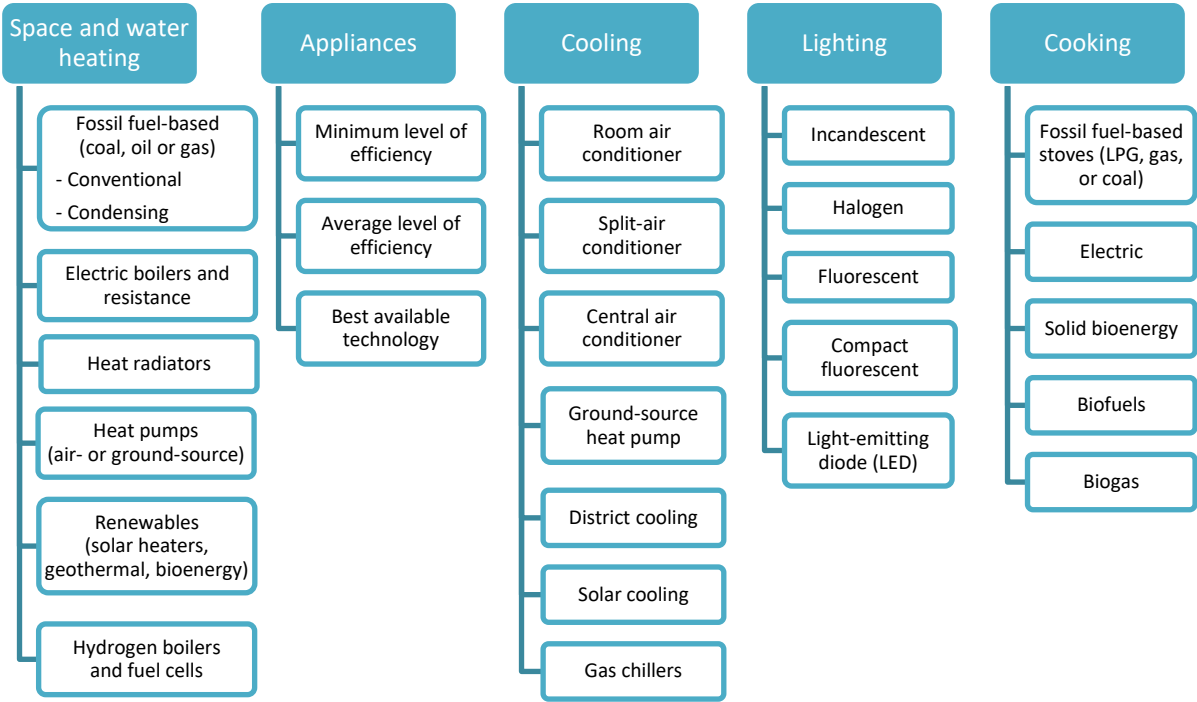 Space and water
heating
Fossil fuel-based
(coal, oil or gas)
- Conventional
- Condensing
Electric boilers and
resistance
Heat radiators
Heat pumps
(air- or ground-source)
Renewables
(solar heaters,
geothermal, bioenergy)
Hydrogen boilers
and fuel cells
Appliances
Minimum level of
efficiency
Average level of
efficiency
Best available
technology
Cooling
Room air
conditioner
Split-air
conditioner
Central air
conditioner
Ground-source
heat pump
District cooling
Solar cooling
Gas chillers
Lighting
Incandescent
Halogen
Fluorescent
Compact
fluorescent
Light-emitting
diode (LED)
Cooking
Fossil fuel-based
stoves (LPG, gas,
or coal)
Electric
Solid bioenergy
Biofuels
Biogas